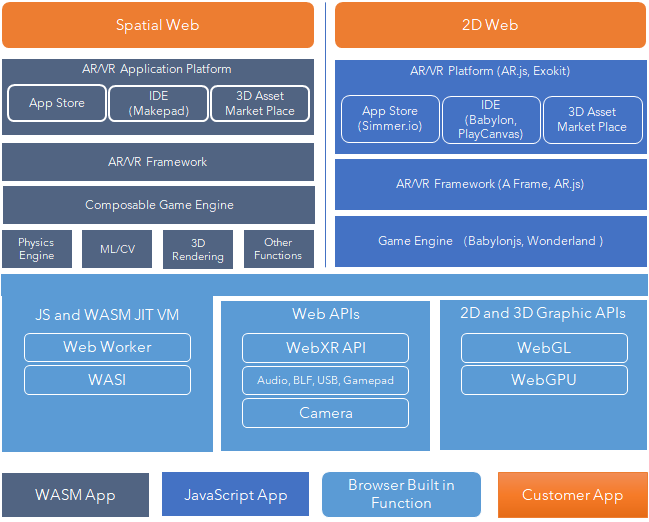 Spatial Web
2D Web
AR/VR Application Platform
App Store
IDE
(Makepad)
3D Asset
Market Place
AR/VR Platform (AR.js, Exokit)
App Store
(Simmer.io)
IDE
(Babylon,
PlayCanvas)
3D Asset
Market Place
AR/VR Framework
AR/VR Framework (A Frame, AR.js)
Composable Game Engine
Game Engine (Babylonjs, Wonderland )
Physics
Engine
ML/CV
3D
Rendering
Other
Functions
JS and WASM JIT VM
Web Worker
WASI
Web APIs
WebXR API
Audio, BLF, USB, Gamepad
Camera
2D and 3D Graphic APIs
WebGL
WebGPU
WASM App
JavaScript App
Browser Built in
Function
Customer App